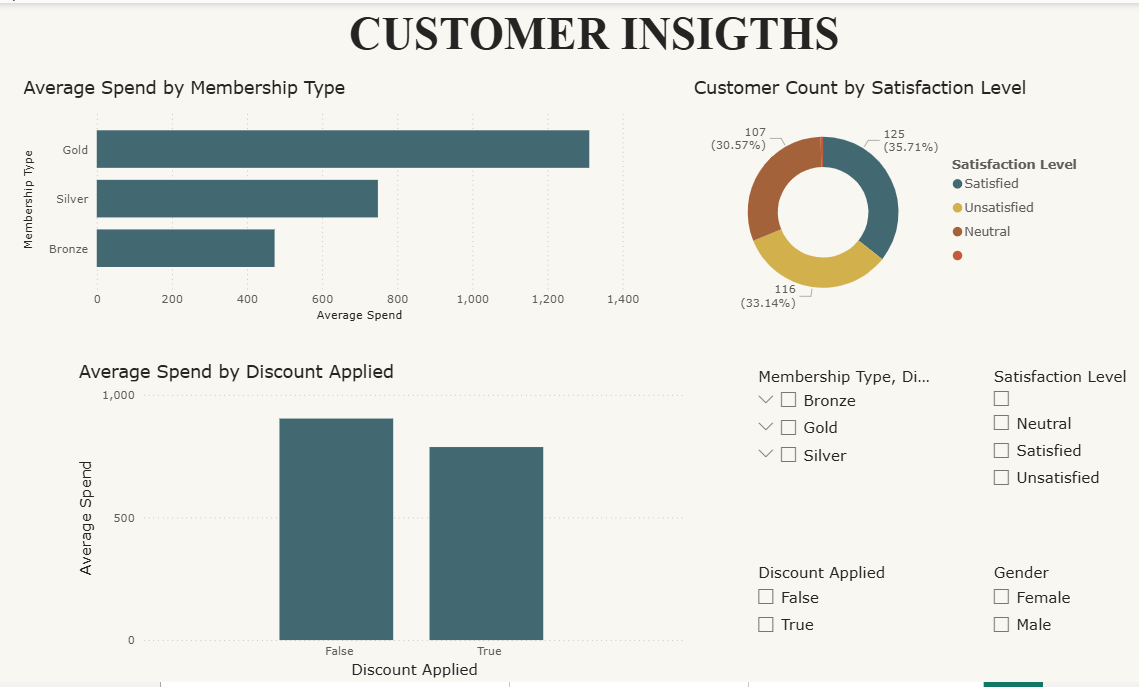 CUSTOMER INSIGTHS
Average Spend by Membership Type
Membership Type
Gold
Silver
Bronze
0 200 400 600 800 1,000 1,200 1,400
Average Spend
Customer Count by Satisfaction Level
107
(30.57%)
125
(35.71%)
116
(33.14%)
Satisfaction Level
Satisfied
Unsatisfied
Neutral
Average Spend by Discount Applied
Average Spend
1,000
500
0
False True
Discount Applied
Membership Type, Di...
Bronze
Gold
Silver
Satisfaction Level
Neutral
Satisfied
Unsatisfied
Discount Applied
False
True
Gender
Female
Male